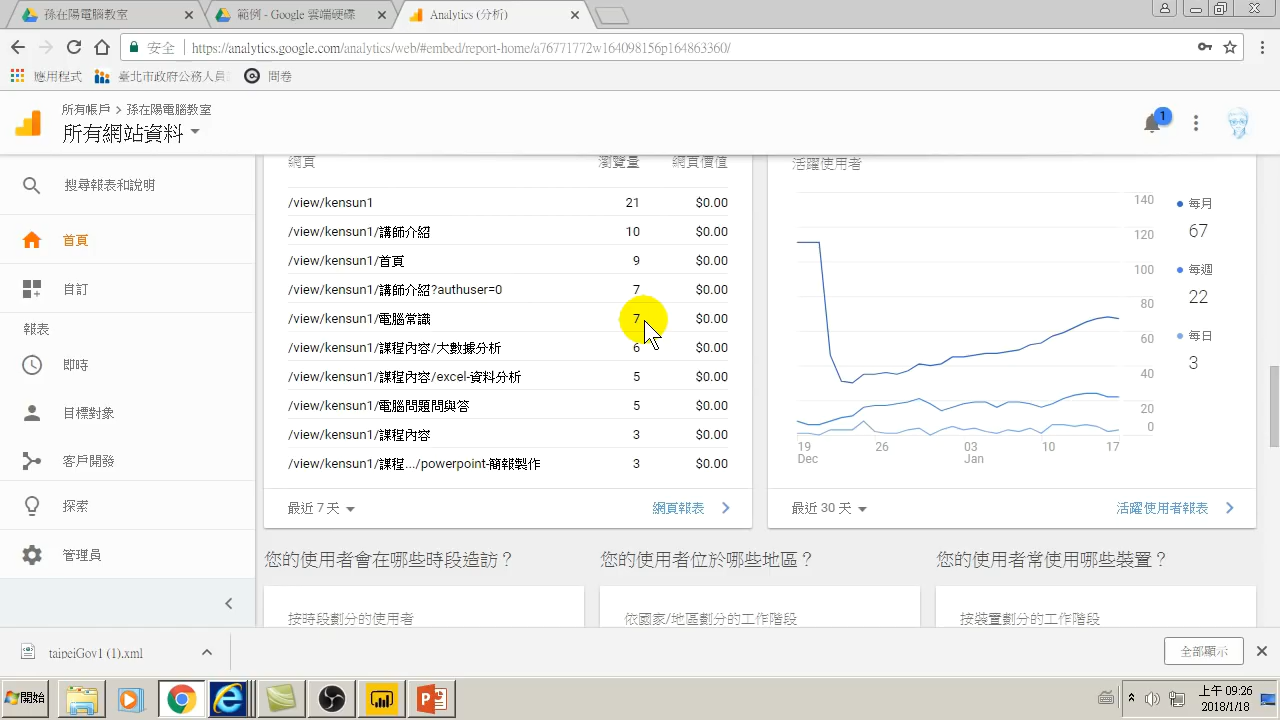 孫在陽電腦教室
範例 - Google 雲端硬碟
Analytics (分析)
安全
https://analytics.google.com/analytics/web/#embed/report-home/a76771772w164098156p164863360/
應用程式
臺北市政府公務人員
問卷
所有帳戶 > 孫在陽電腦教室
所有網站資料
1
搜尋報表和說明
首頁
自訂
報表
即時
目標對象
客戶開發
探索
管理員
網頁 瀏覽量 網頁價值
/view/kensun1 21 $0.00
/view/kensun1/講師介紹 10 $0.00
/view/kensun1/首頁 9 $0.00
/view/kensun1/講師介紹?authuser=0 7 $0.00
/view/kensun1/電腦常識 7 $0.00
/view/kensun1/課程內容/大數據分析 6 $0.00
/view/kensun1/課程內容/excel-資料分析 5 $0.00
/view/kensun1/電腦問題問與答 5 $0.00
/view/kensun1/課程內容 3 $0.00
/view/kensun1/課程.../powerpoint-簡報製作 3 $0.00
最近 7 天
網頁報表
活躍使用者
140
120
100
80
60
40
20
0
19 26 03 10 17
Dec Jan
每月
67
每週
22
每日
3
最近 30 天
活躍使用者報表
您的使用者會在哪些時段造訪？
您的使用者位於哪些地區？
您的使用者常使用哪些裝置？
按時段劃分的使用者
依國家/地區劃分的工作階段
按裝置劃分的工作階段
taipeiGov1 (1).xml
全部顯示
開始
上午 09:26
2018/1/18